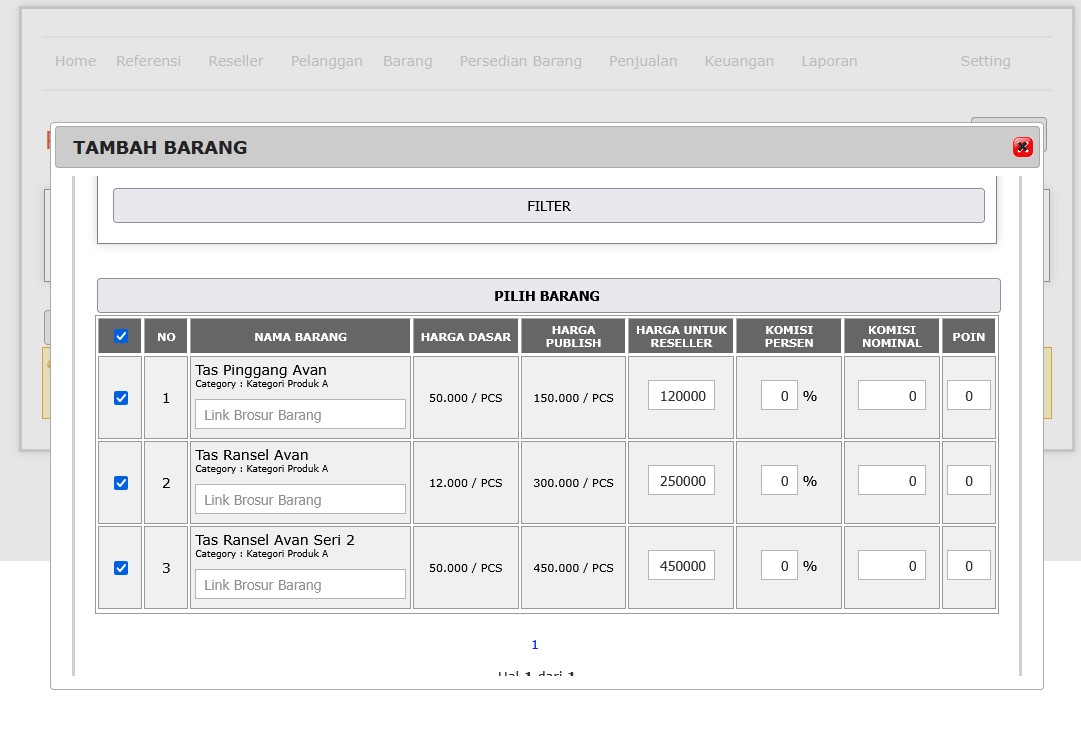 Home Referensi Reseller Pelanggan Barang Persedian Barang Penjualan Keuangan Laporan Setting
TAMBAH BARANG
FILTER
PILIH BARANG
NO NAMA BARANG HARGA DASAR HARGA PUBLISH HARGA UNTUK RESELLER KOMISI PERSEN KOMISI NOMINAL POIN
Tas Pinggang Avan
Category : Kategori Produk A
1 Link Brosur Barang 50.000 / PCS 150.000 / PCS 120000 0 % 0 0
Tas Ransel Avan
Category : Kategori Produk A
2 Link Brosur Barang 12.000 / PCS 300.000 / PCS 250000 0 % 0 0
Tas Ransel Avan Seri 2
Category : Kategori Produk A
3 Link Brosur Barang 50.000 / PCS 450.000 / PCS 450000 0 % 0 0
1
Hal 1 dari 1